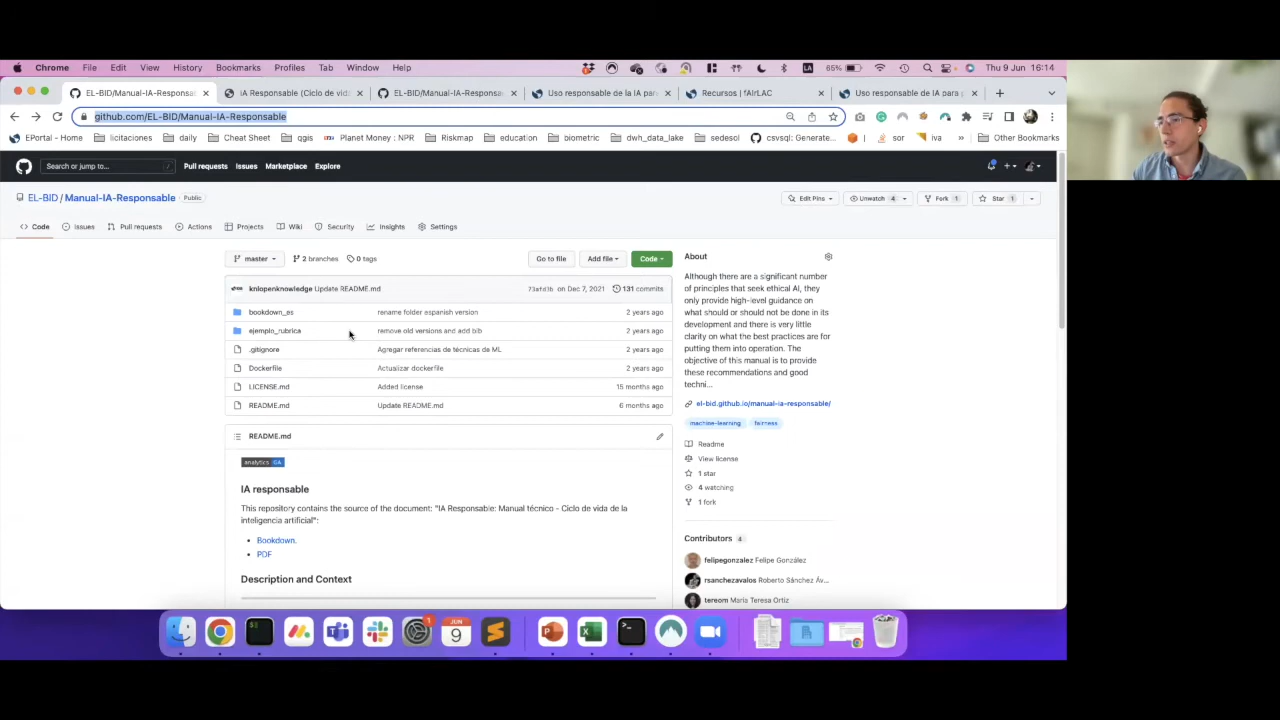 Chrome File Edit View History Bookmarks Profiles Tab Window Help LA 65% Thu 9 Jun 16:14
EL-BID/Manual-IA-Responsable
IA Responsable (Ciclo de vida
EL-BID/Manual-IA-Responsable
Uso responsable de la IA para
Recursos | fAIrLAC
Uso responsable de IA para
github.com/EL-BID/Manual-IA-Responsable
EPortal - Home licitaciones daily Cheat Sheet qgis Planet Money : NPR Riskmap education biometric dwh_data_lake sedesol csvsql: Generate... sor iva Other Bookmarks
Search or jump to... / Pull requests Issues Marketplace Explore
EL-BID / Manual-IA-Responsable Public
Edit Pins Unwatch 4 Fork 1 Star 1
Code Issues Pull requests Actions Projects Wiki Security Insights Settings
master 2 branches 0 tags Go to file Add file Code
knlopenknowledge Update README.md on Dec 7, 2021 131 commits
bookdown_es rename folder espanish version 2 years ago
ejemplo_rubrica remove old versions and add bib 2 years ago
.gitignore Agregar referencias de técnicas de ML 2 years ago
Dockerfile Actualizar dockerfile 2 years ago
LICENSE.md Added license 15 months ago
README.md Update README.md 6 months ago
README.md
analytics GA
IA responsable
This repository contains the source of the document: "IA Responsable: Manual técnico - Ciclo de vida de la
inteligencia artificial":
Bookdown.
PDF
Description and Context
About
Although there are a significant number
of principles that seek ethical AI, they
only provide high-level guidance on
what should or should not be done in its
development and there is very little
clarity on what the best practices are for
putting them into operation. The
objective of this manual is to provide
these recommendations and good
techni...
el-bid.github.io/manual-ia-responsable/
machine-learning fairness
Readme
View license
1 star
4 watching
1 fork
Contributors 4
felipegonzalez Felipe González
rsanchezavalos Roberto Sánchez Áv...
tereom María Teresa Ortiz
JUN
9
1